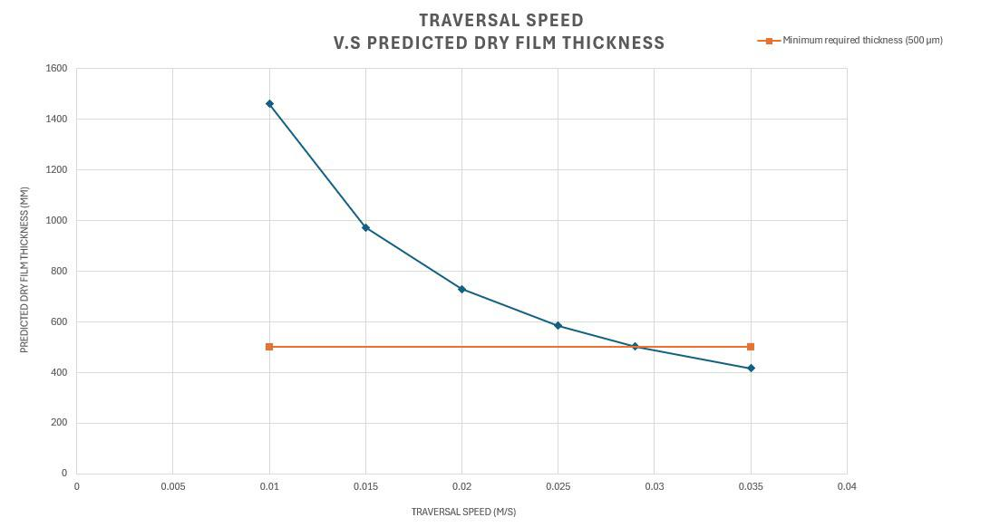 TRAVERSAL SPEED
V.S PREDICTED DRY FILM THICKNESS
Minimum required thickness (500 µm)
1600
1400
1200
1000
800
600
400
200
0
PREDICTED DRY FILM THICKNESS (MM)
0 0.005 0.01 0.015 0.02 0.025 0.03 0.035 0.04
TRAVERSAL SPEED (M/S)